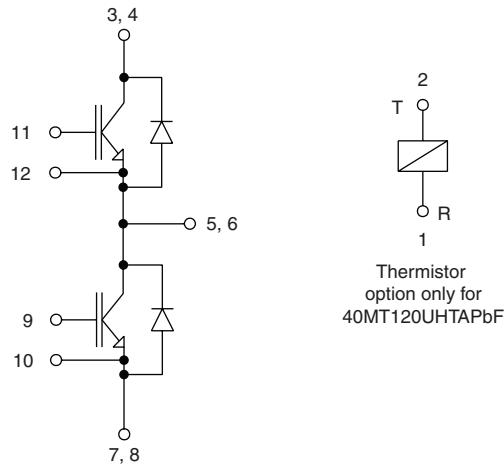 3, 4
11
12
5, 6
9
10
7, 8
2
T
R
1
Thermistor
option only for
40MT120UHTAPbF